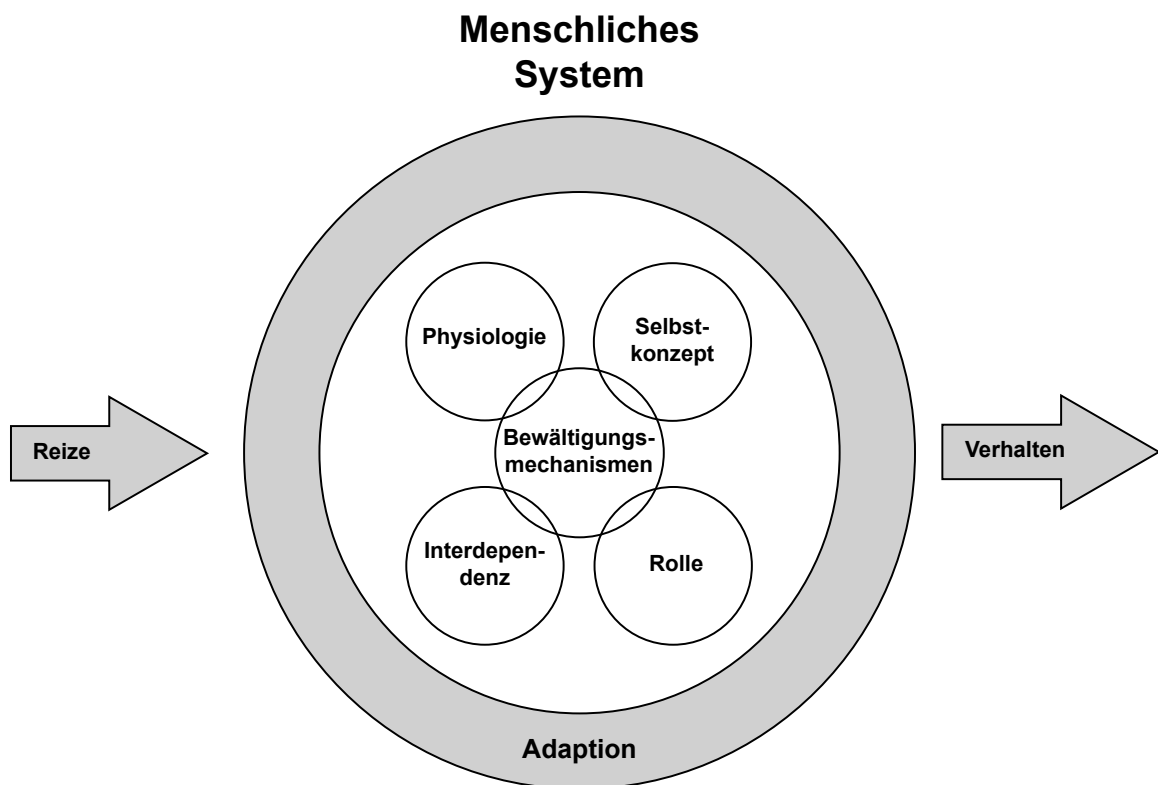 Menschliches
System
Physiologie
Selbst-
konzept
Reize
Bewältigungs-
mechanismen
Verhalten
Interdepen-
denz
Rolle
Adaption